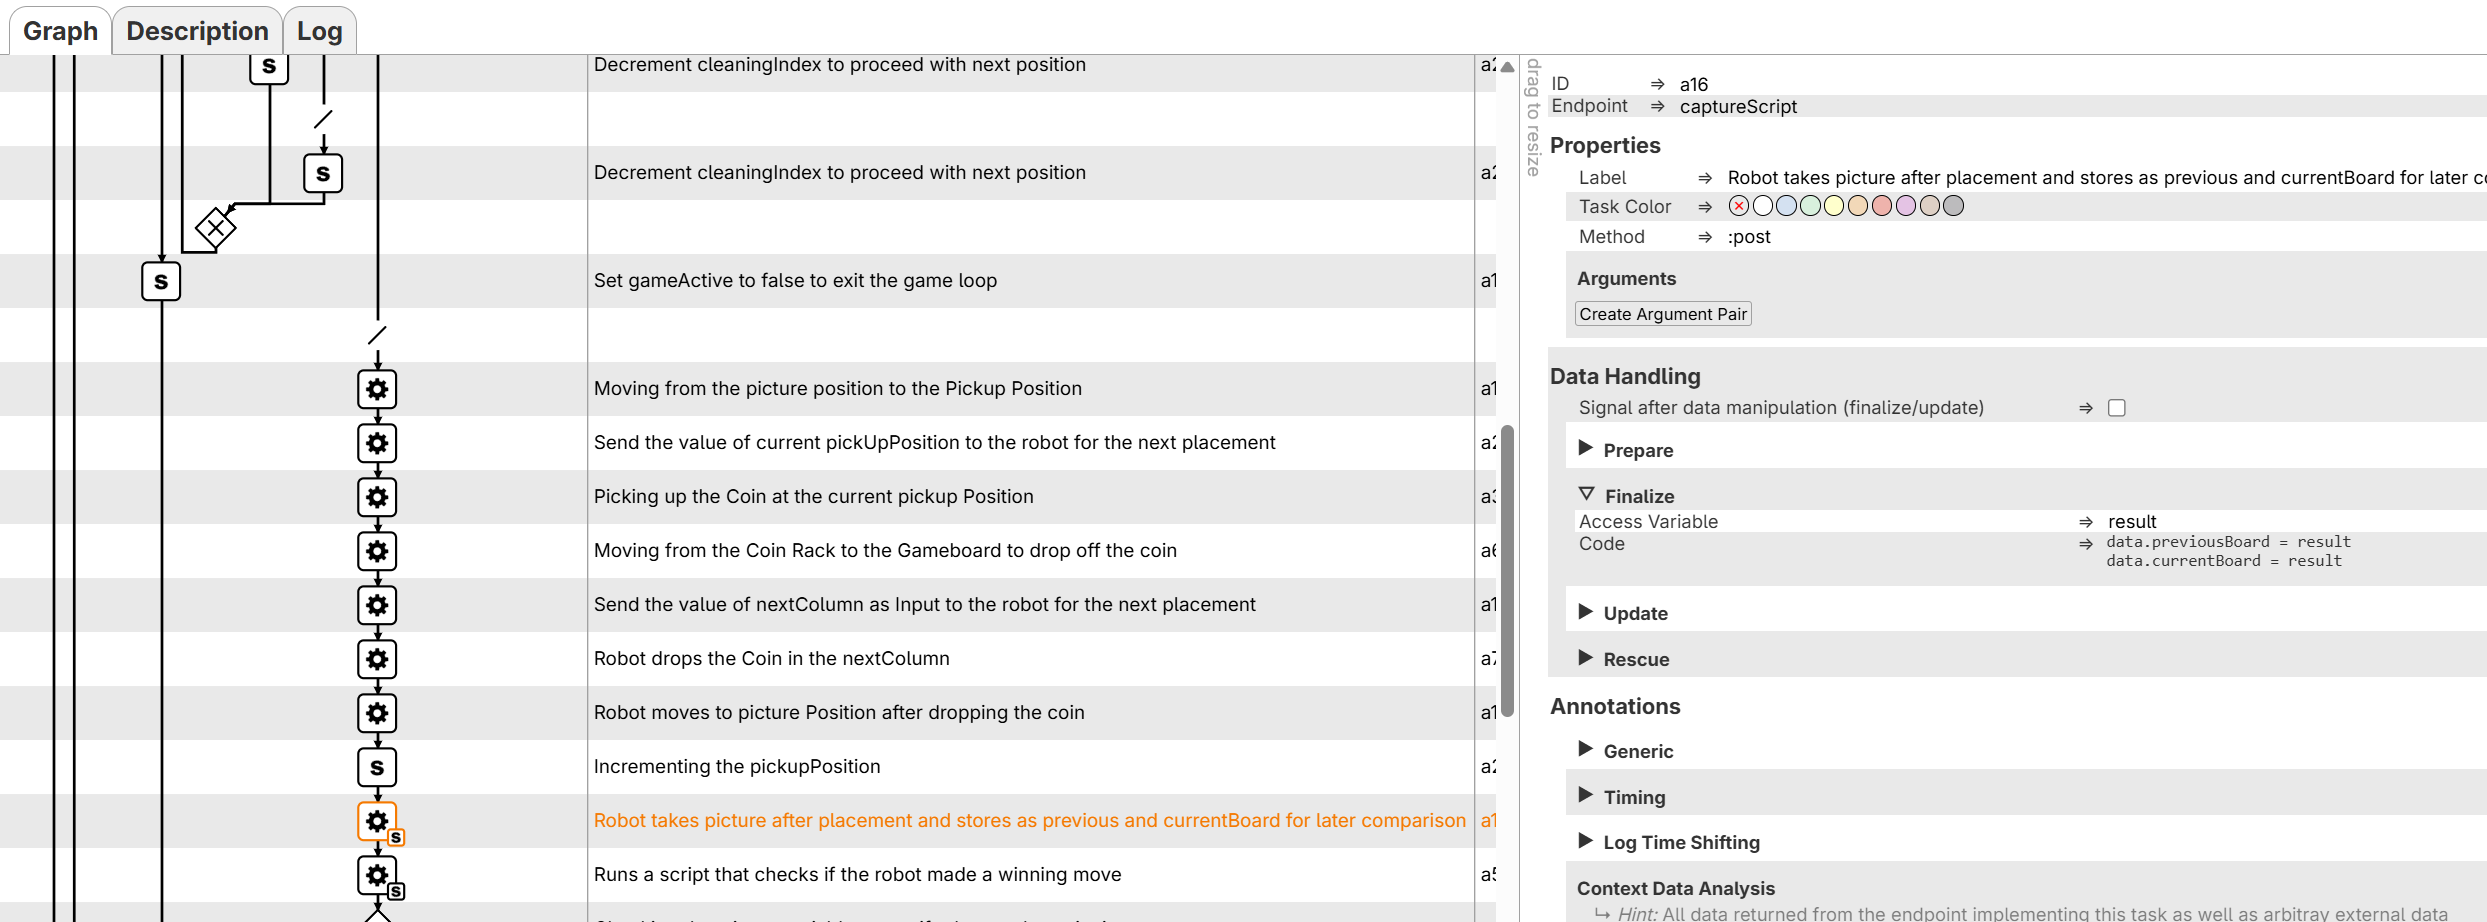 Graph Description Log
s Decrement cleaningIndex to proceed with next position
s Decrement cleaningIndex to proceed with next position a2
s Set gameActive to false to exit the game loop a1
Moving from the picture position to the Pickup Position a1
Send the value of current pickUpPosition to the robot for the next placement a2
Picking up the Coin at the current pickup Position
Moving from the Coin Rack to the Gameboard to drop off the coin
Send the value of nextColumn as Input to the robot for the next placement a1
Robot drops the Coin in the nextColumn a7
Robot moves to picture Position after dropping the coin a1
s Incrementing the pickupPosition a2
s Robot takes picture after placement and stores as previous and currentBoard for later comparison a1
s Runs a script that checks if the robot made a winning move a5
drag to resize
ID ⇒ a16
Endpoint ⇒ captureScript
Properties
Label ⇒ Robot takes picture after placement and stores as previous and currentBoard for later c
Task Color ⇒
Method ⇒ :post
Arguments
Create Argument Pair
Data Handling
Signal after data manipulation (finalize/update) ⇒
Prepare
Finalize
Access Variable ⇒ result
Code ⇒ data.previousBoard = result
data.currentBoard = result
Update
Rescue
Annotations
Generic
Timing
Log Time Shifting
Context Data Analysis
↪ Hint: All data returned from the endpoint implementing this task as well as arbitray external data